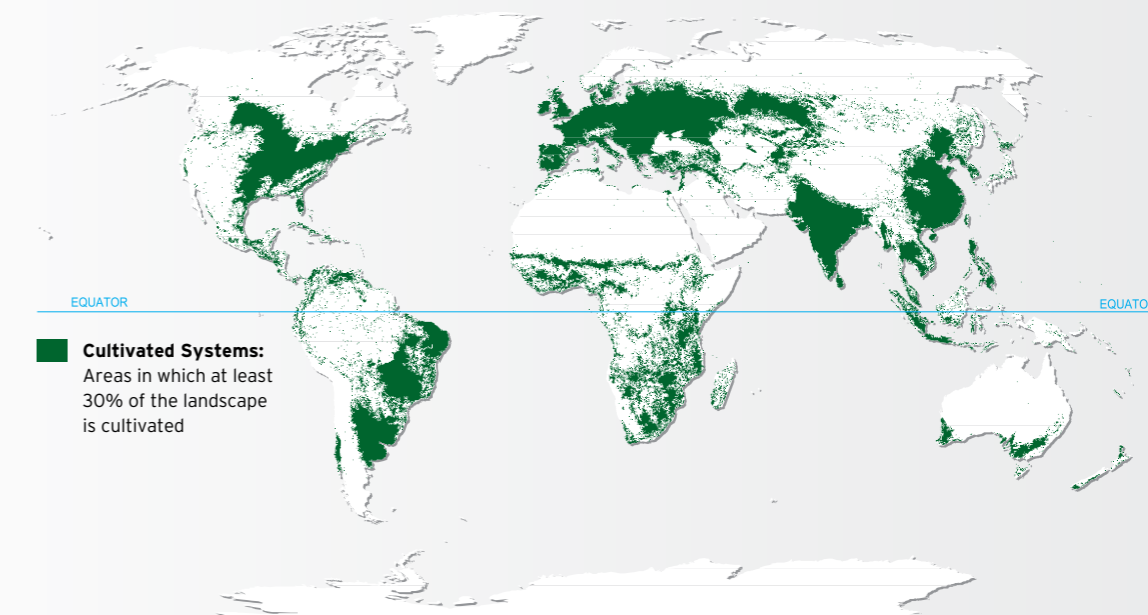 EQUATOR
EQUATO
Cultivated Systems:
Areas in which at least
30% of the landscape
is cultivated